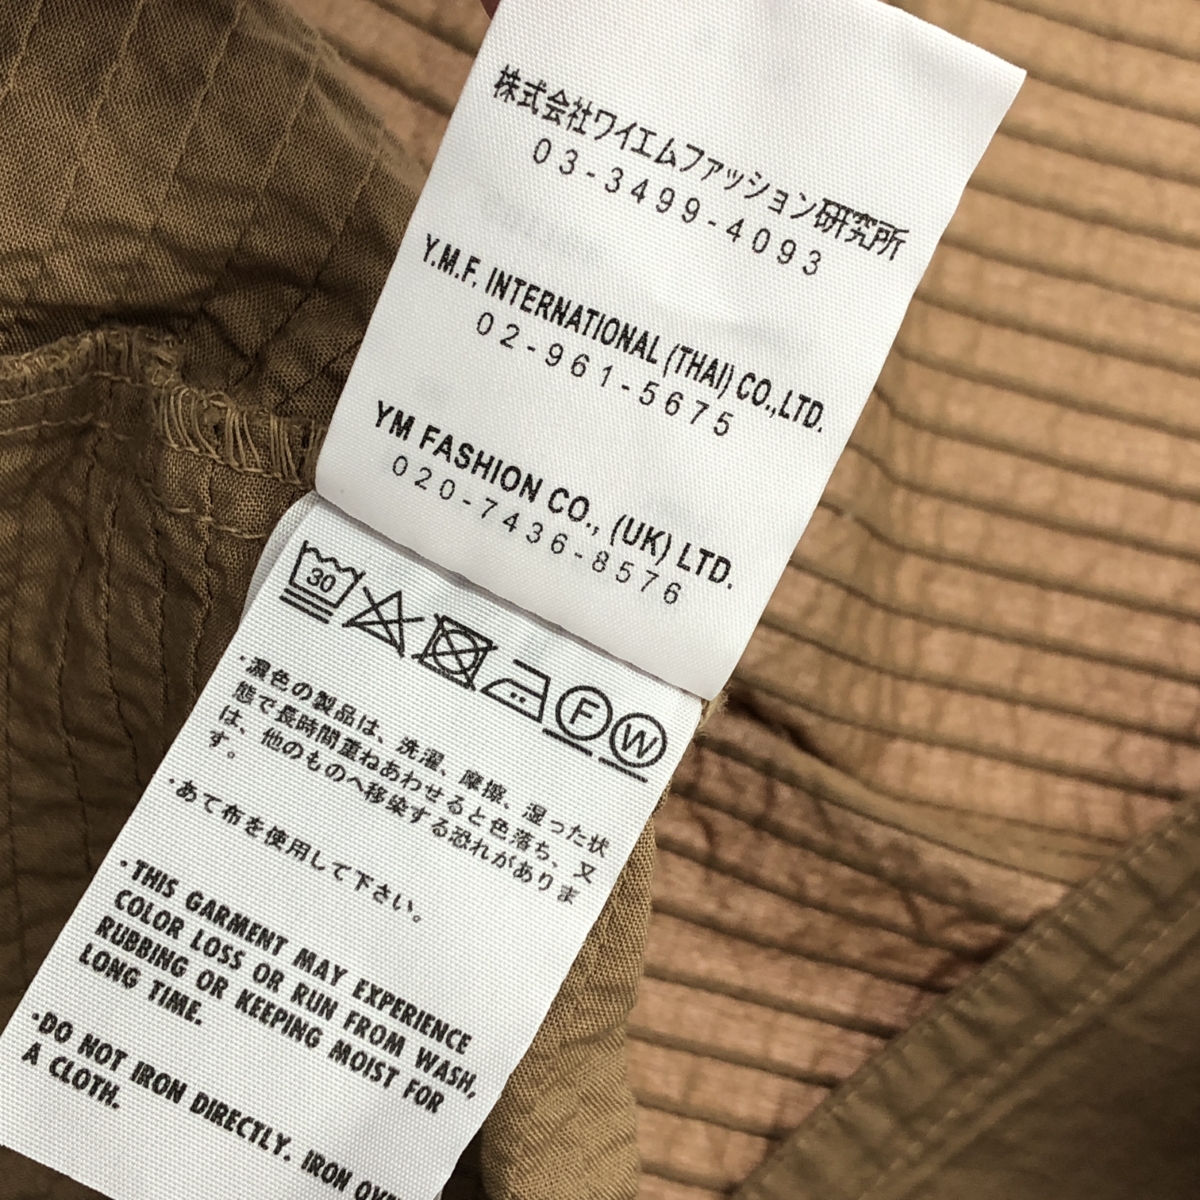 株式会社ワイエムファッション研究所
03-3499-4093
Y.M.F. INTERNATIONAL (THAI) CO.,LTD.
02-961-5675
YM FASHION CO., (UK) LTD.
020-7436-8576
30
F W
・濃色の製品は、洗濯、摩擦、湿った状
態で長時間重ねあわせると色落ち、又
は、他のものへ移染する恐れがありま
す。
・あて布を使用して下さい。
・THIS GARMENT MAY EXPERIENCE
COLOR LOSS OR RUN FROM WASH,
RUBBING OR KEEPING MOIST FOR
LONG TIME.
・DO NOT IRON DIRECTLY. IRON OVE
A CLOTH.